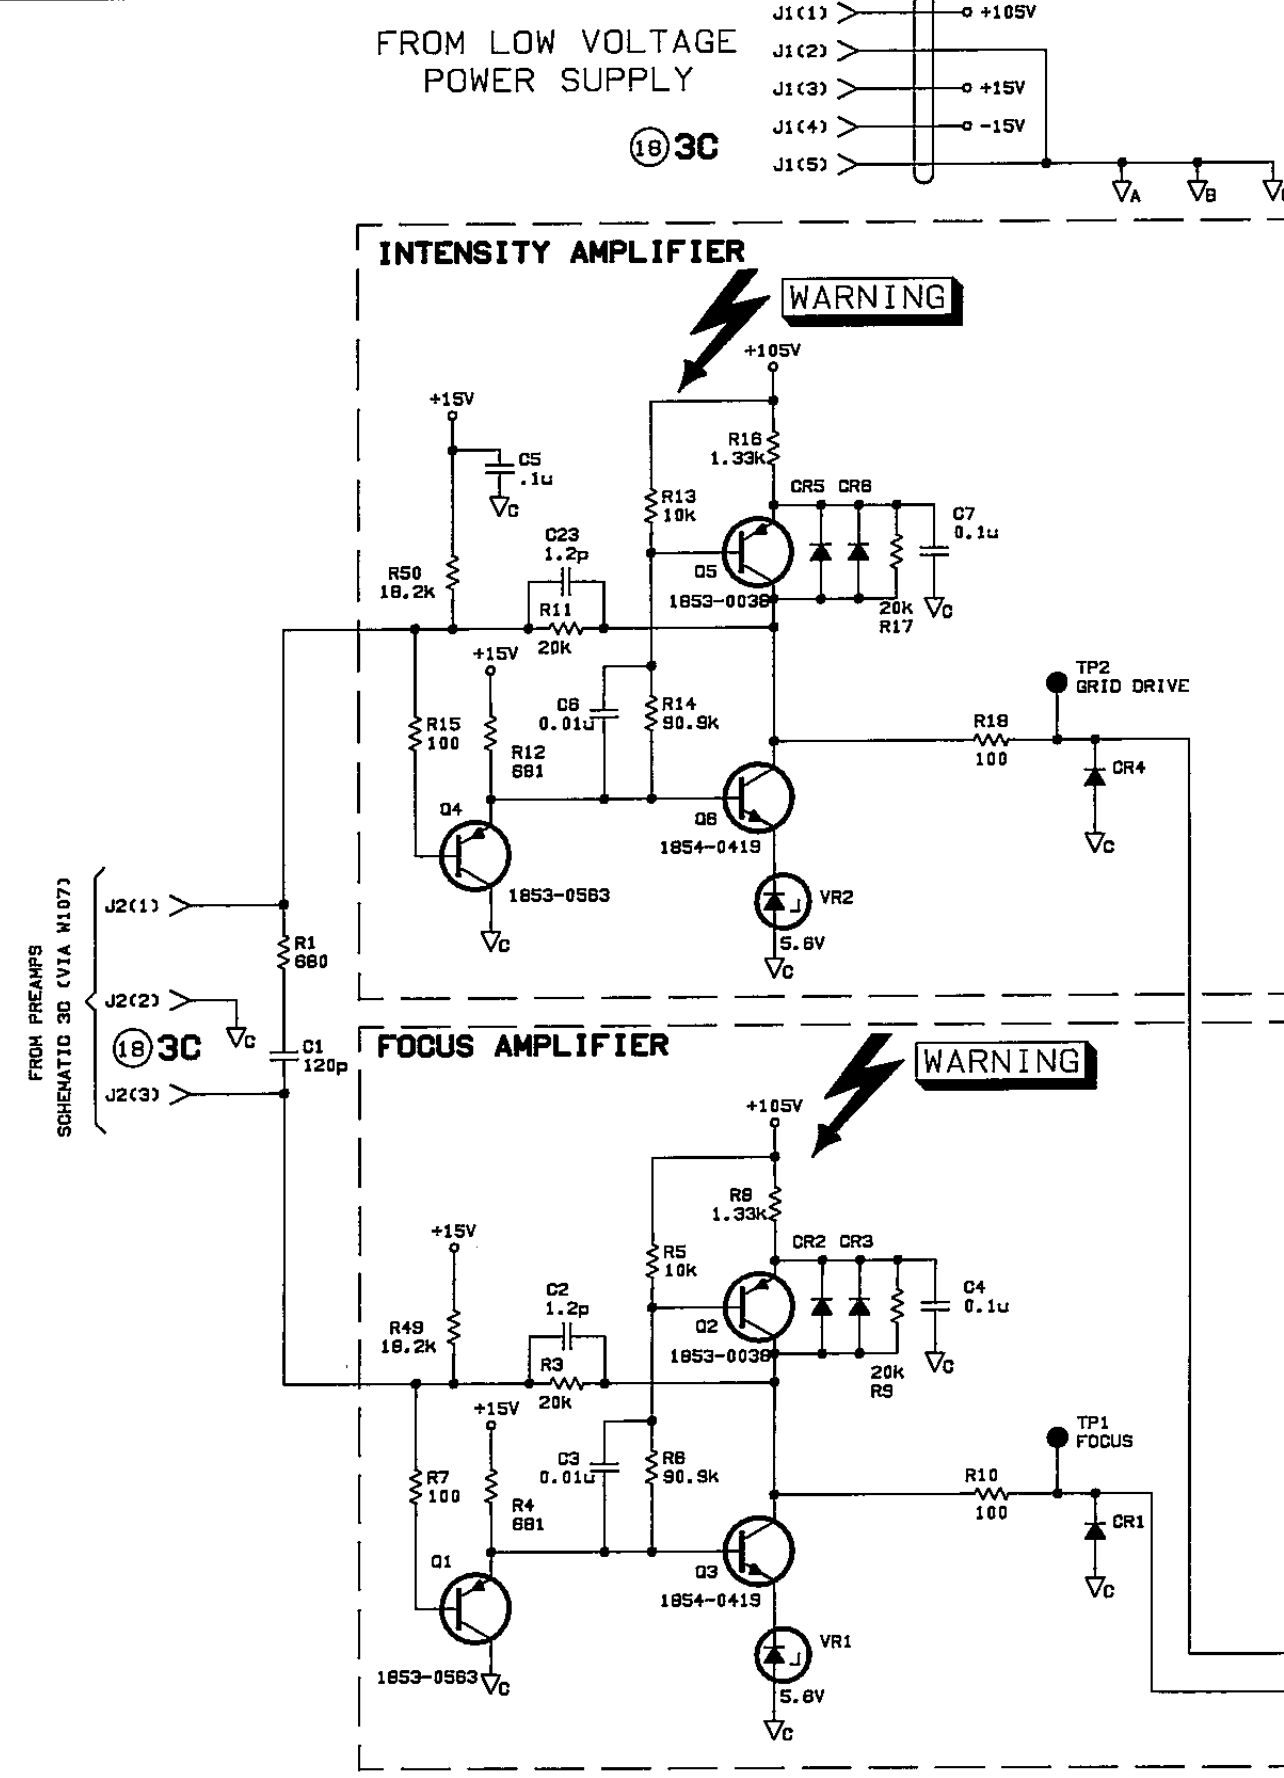 FROM LOW VOLTAGE
POWER SUPPLY
18 3C
J1(1)
+105V
J1(2)
J1(3)
+15V
J1(4)
-15V
J1(5)
A
B
INTENSITY AMPLIFIER
WARNING
+105V
+15V
C5
.1u
C
R16
1.33k
R13
10k
CR5 CR6
C7
0.1u
C
C23
1.2p
R50
18.2k
Q5
1853-0038
R11
20k
20k
R17
+15V
TP2
GRID DRIVE
C6
0.01u
R14
90.9k
R15
100
R12
681
R18
100
CR4
C
Q4
Q6
1854-0419
1853-0563
C
VR2
5.6V
C
FROM PREAMPS
SCHEMATIC 3C (VIA W107)
J2(1)
R1
680
J2(2)
C
18 3C
C1
120p
J2(3)
FOCUS AMPLIFIER
WARNING
+105V
R8
1.33k
+15V
R5
10k
CR2 CR3
C4
0.1u
C
C2
1.2p
R49
18.2k
Q2
1853-0038
R3
20k
20k
R9
+15V
TP1
FOCUS
C3
0.01u
R6
90.9k
R7
100
R4
681
R10
100
CR1
C
Q1
Q3
1854-0419
1853-0563
C
VR1
5.6V
C